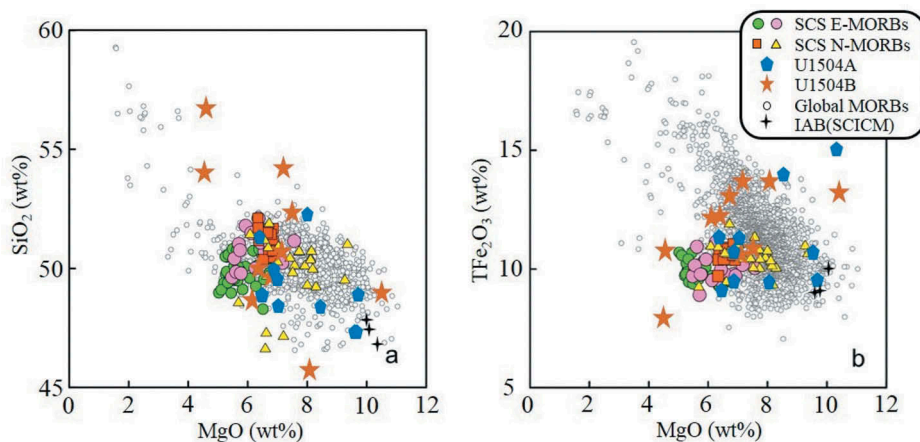 60
55
50
45
SiO₂ (wt%)
0 2 4 6 8 10 12
MgO (wt%)
a
20
15
10
5
TFe₂O₃ (wt%)
0 2 4 6 8 10 12
MgO (wt%)
b
SCS E-MORBs
SCS N-MORBs
U1504A
U1504B
Global MORBs
IAB(SCICM)